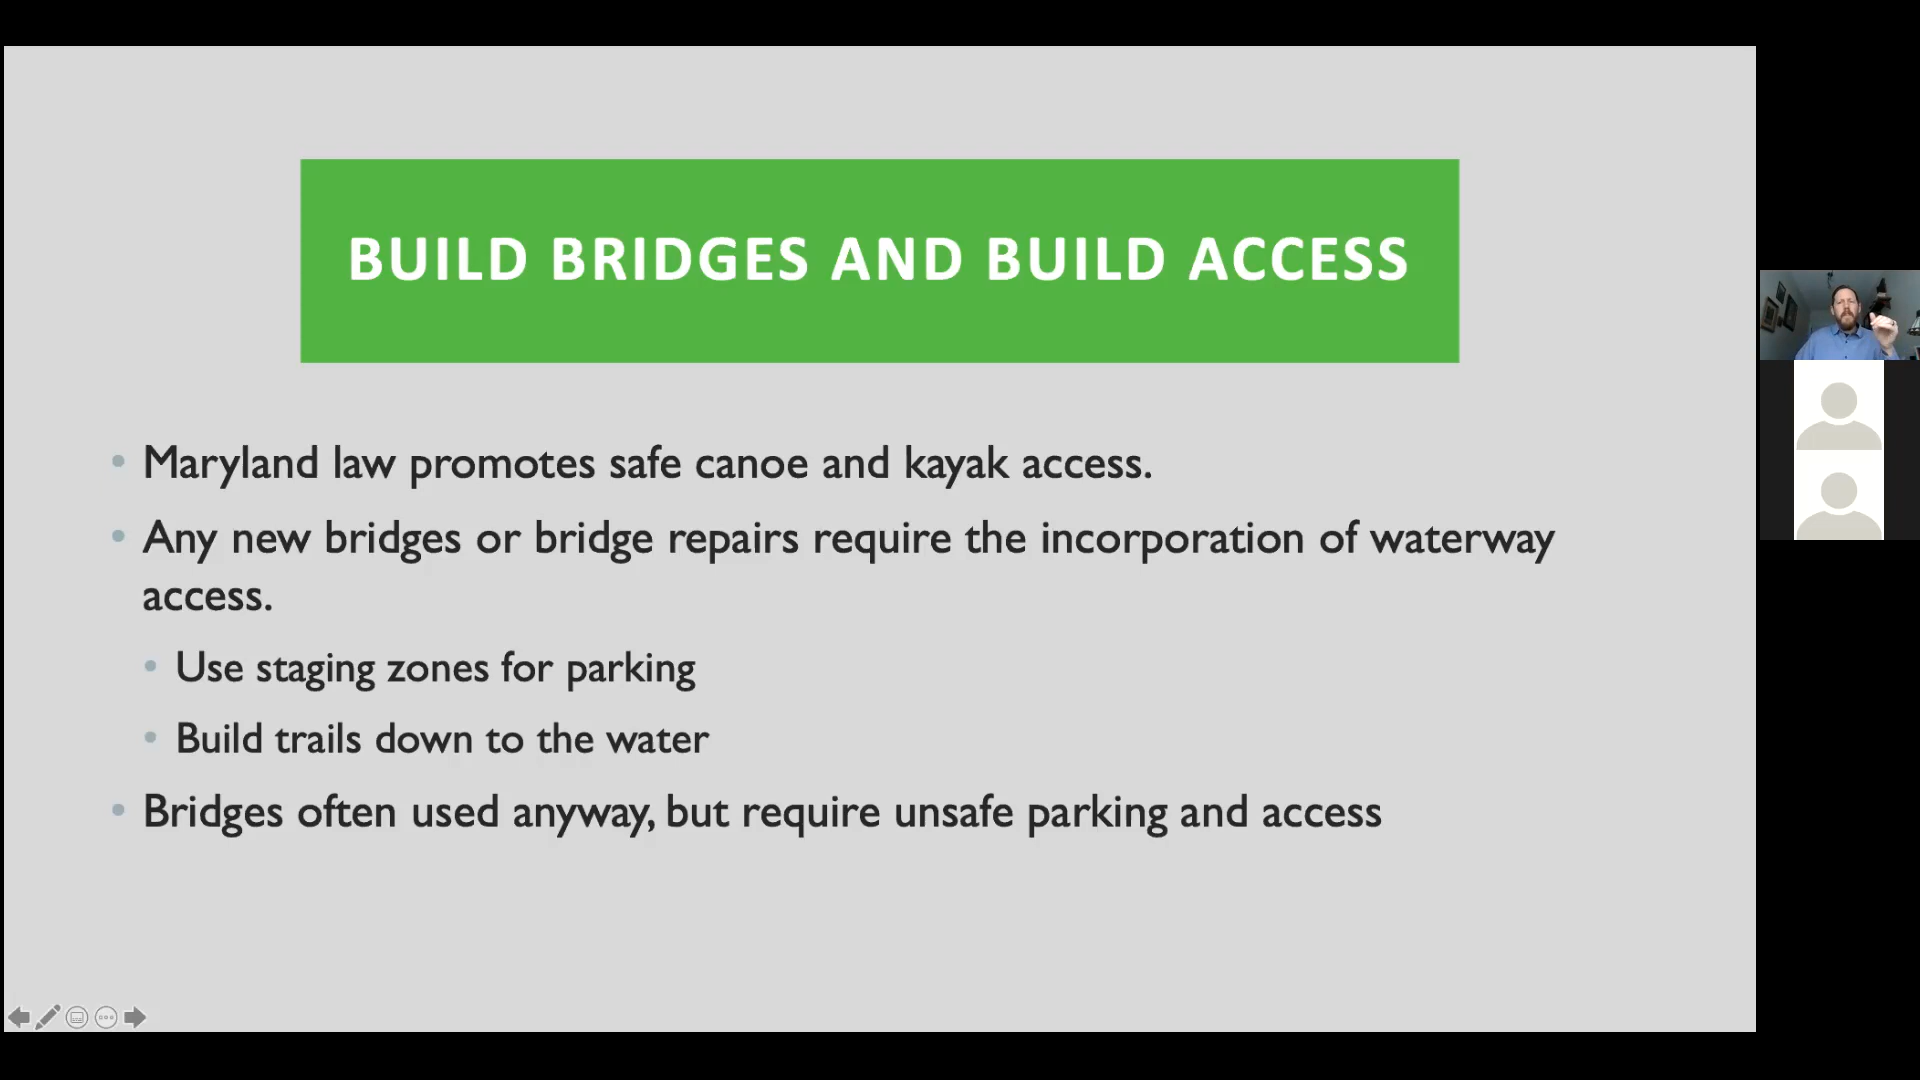 BUILD BRIDGES AND BUILD ACCESS
Maryland law promotes safe canoe and kayak access.
Any new bridges or bridge repairs require the incorporation of waterway
access.
Use staging zones for parking
Build trails down to the water
Bridges often used anyway, but require unsafe parking and access